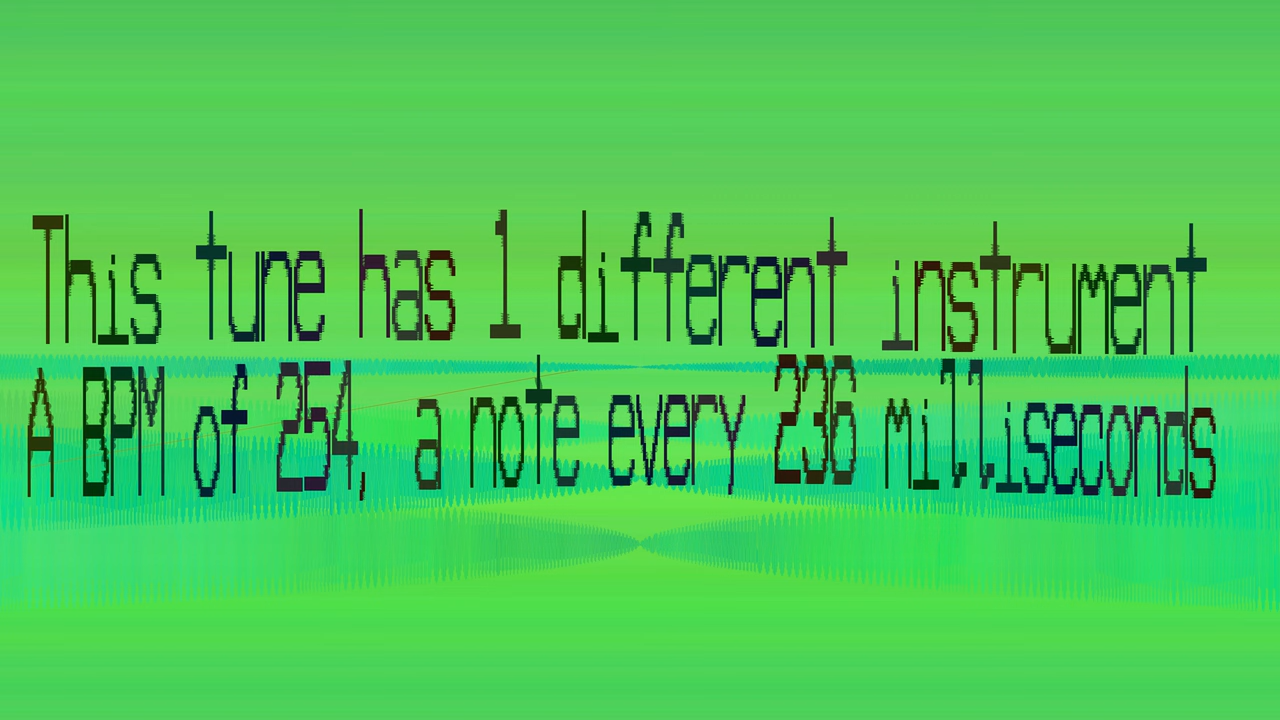 This tune has 1 different instrument
A BPM of 254, a note every 236 milliseconds